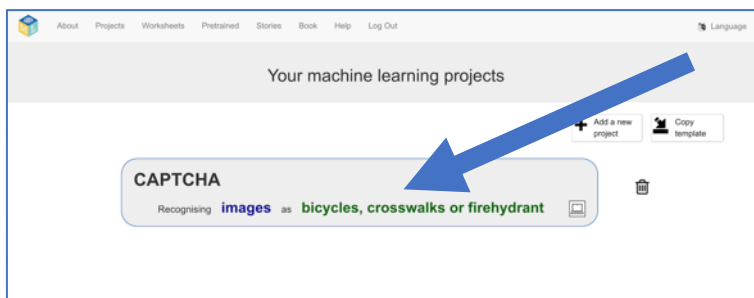 About Projects Worksheets Pretrained Stories Book Help Log Out Language
Your machine learning projects
Add a new project
Copy template
CAPTCHA
Recognising images as bicycles, crosswalks or firehydrant